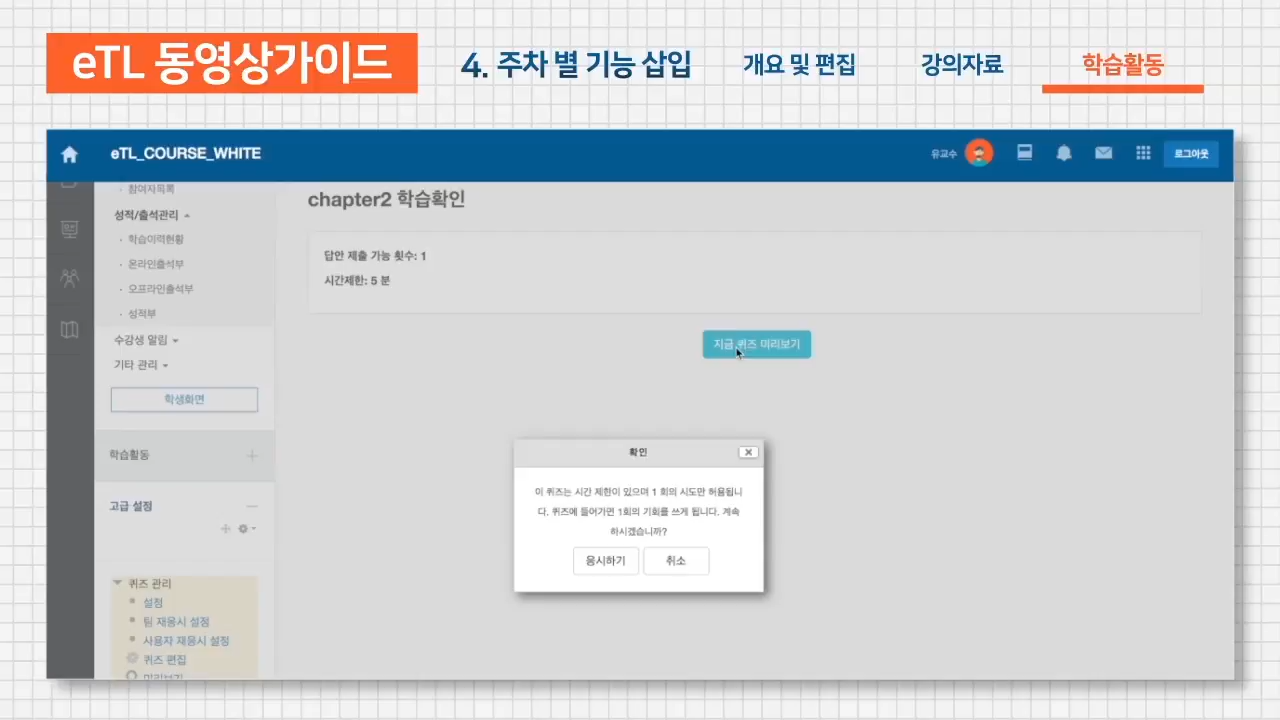 eTL 동영상가이드
4. 주차 별 기능 삽입
개요 및 편집
강의자료
학습활동
eTL_COURSE_WHITE
유교수
로그아웃
참여자목록
성적/출석관리
학습이력현황
온라인출석부
오프라인출석부
성적부
수강생 알림
기타 관리
학생화면
학습활동
고급 설정
퀴즈 관리
설정
팀 재응시 설정
사용자 재응시 설정
퀴즈 편집
미리보기
chapter2 학습확인
답안 제출 가능 횟수: 1
시간제한: 5 분
지금 퀴즈 미리보기
확인
이 퀴즈는 시간 제한이 있으며 1 회의 시도만 허용됩니
다. 퀴즈에 들어가면 1회의 기회를 쓰게 됩니다. 계속
하시겠습니까?
응시하기
취소